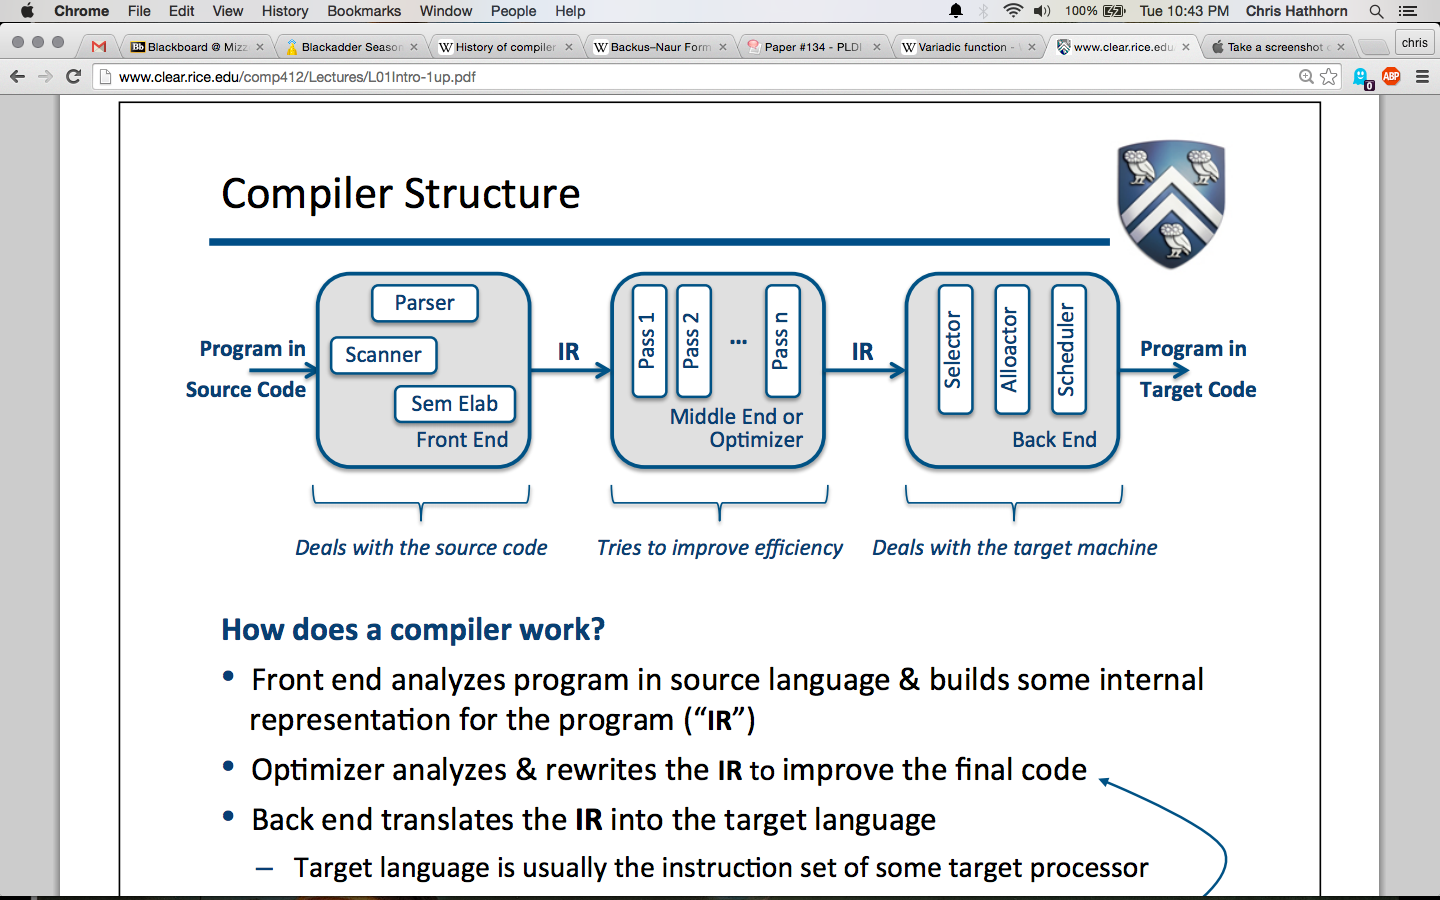 Chrome File Edit View History Bookmarks Window People Help 100% Tue 10:43 PM Chris Hathhorn
Blackboard @ Mizz Blackadder Season History of compiler Backus–Naur Form Paper #134 - PLDI Variadic function - www.clear.rice.edu Take a screenshot chris
www.clear.rice.edu/comp412/Lectures/L01Intro-1up.pdf 0 ABP
Compiler Structure
Program in
Source Code
Parser
Scanner
Sem Elab
Front End
IR
Pass 1
Pass 2
...
Pass n
Middle End or
Optimizer
IR
Selector
Alloactor
Scheduler
Back End
Program in
Target Code
Deals with the source code
Tries to improve efficiency
Deals with the target machine
How does a compiler work?
• Front end analyzes program in source language & builds some internal
representation for the program (“IR”)
• Optimizer analyzes & rewrites the IR to improve the final code
• Back end translates the IR into the target language
– Target language is usually the instruction set of some target processor